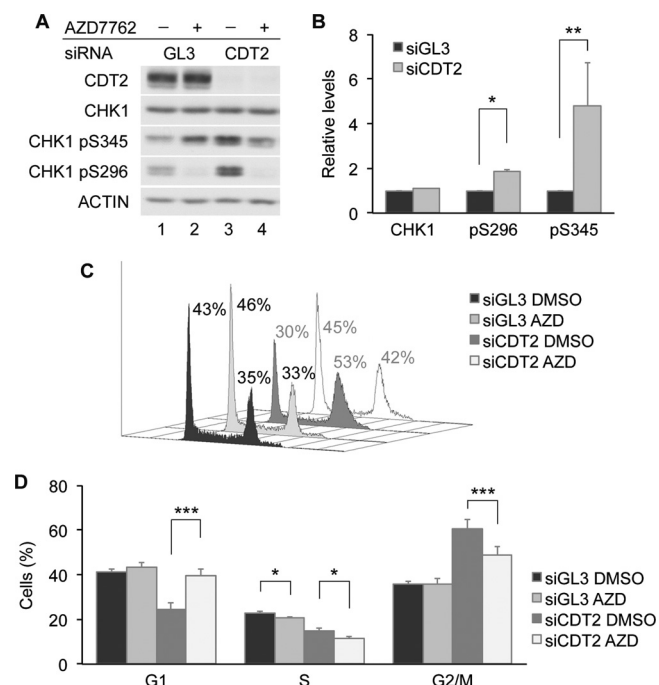 A
AZD7762 – + – +
siRNA GL3 CDT2
CDT2
CHK1
CHK1 pS345
CHK1 pS296
ACTIN
1 2 3 4
B
siGL3
siCDT2
Relative levels
8
6
4
2
0
*
**
CHK1 pS296 pS345
C
43% 46% 30% 45%
35% 33% 53% 42%
siGL3 DMSO
siGL3 AZD
siCDT2 DMSO
siCDT2 AZD
D
Cells (%)
80
60
40
20
0
***
* *
***
G1 S G2/M
siGL3 DMSO
siGL3 AZD
siCDT2 DMSO
siCDT2 AZD